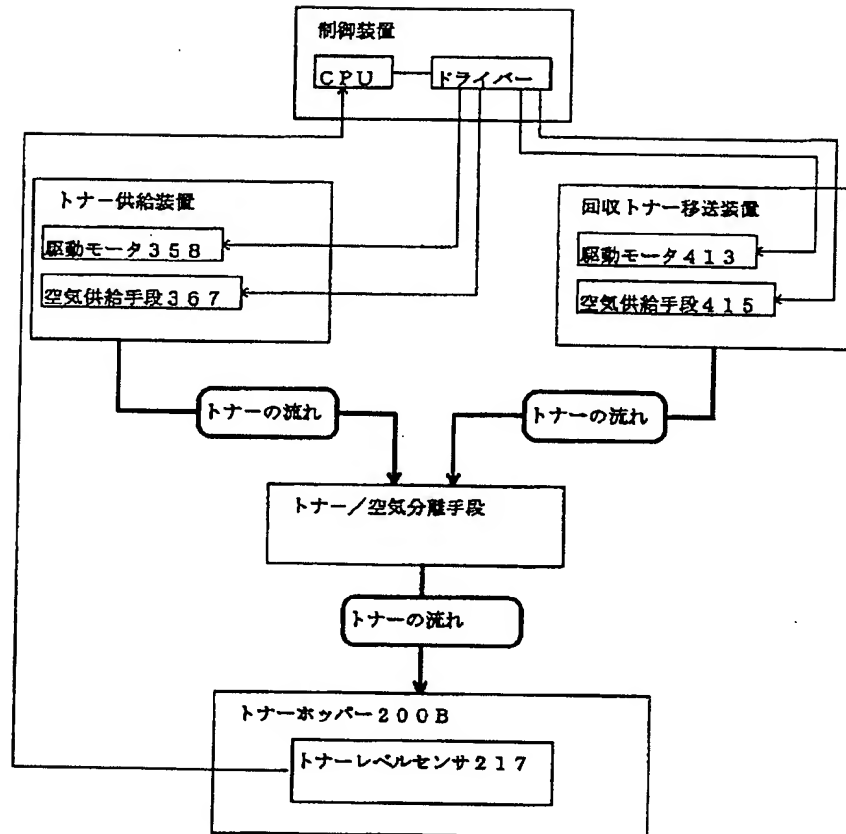 制御装置
CPU
ドライバー
トナー供給装置
駆動モータ358
空気供給手段367
回収トナー移送装置
駆動モータ413
空気供給手段415
トナーの流れ
トナーの流れ
トナー／空気分離手段
トナーの流れ
トナーホッパー200B
トナーレベルセンサ217